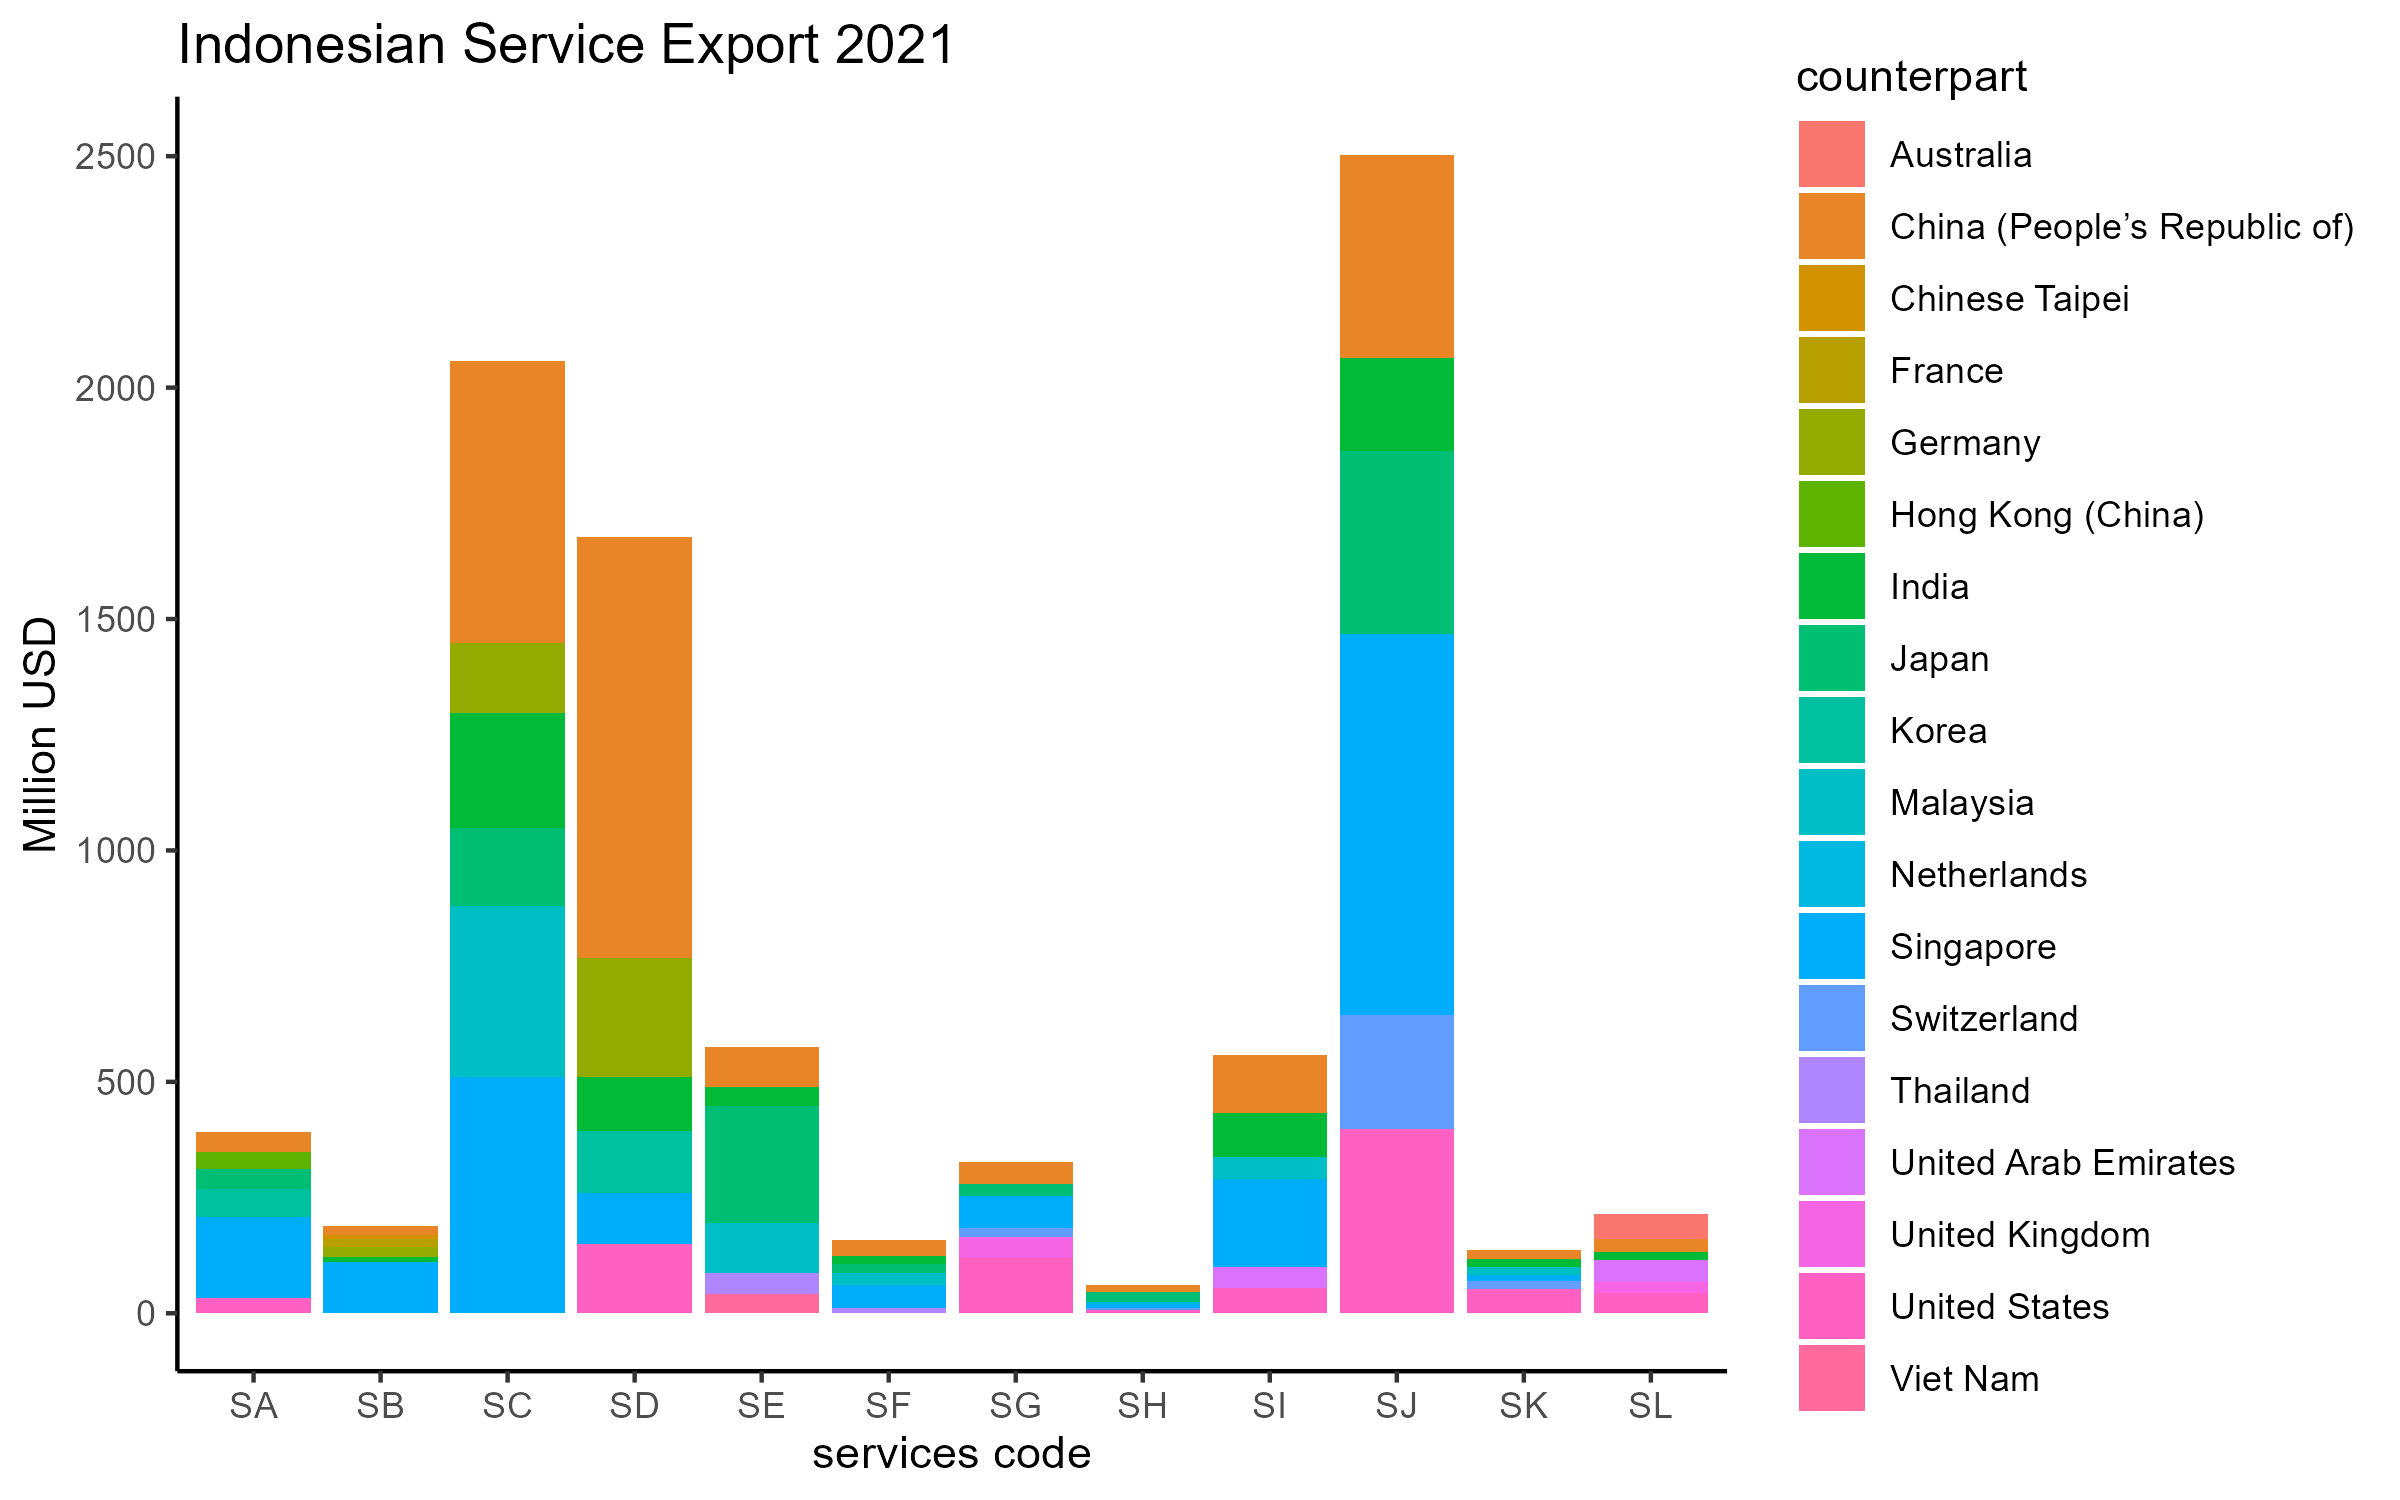 Indonesian Service Export 2021
Million USD
2500
2000
1500
1000
500
0
SA SB SC SD SE SF SG SH SI SJ SK SL
services code
counterpart
Australia
China (People’s Republic of)
Chinese Taipei
France
Germany
Hong Kong (China)
India
Japan
Korea
Malaysia
Netherlands
Singapore
Switzerland
Thailand
United Arab Emirates
United Kingdom
United States
Viet Nam